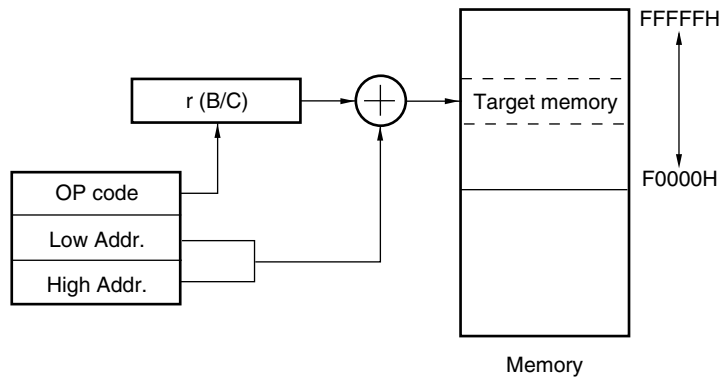 FFFFFH
r (B/C)
Target memory
OP code
F0000H
Low Addr.
High Addr.
Memory